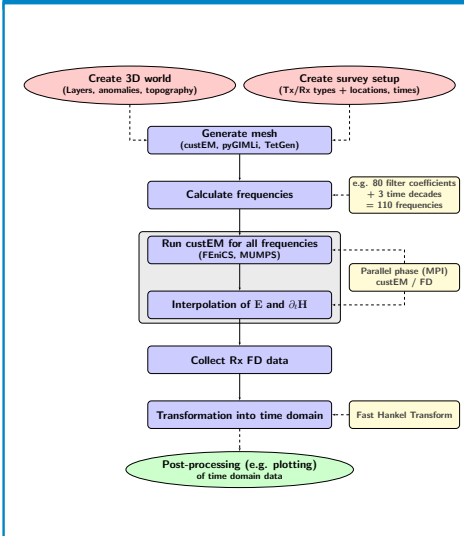 Create 3D world
(Layers, anomalies, topography)
Create survey setup
(Tx/Rx types + locations, times)
Generate mesh
(custEM, pyGIMLi, TetGen)
Calculate frequencies
e.g. 80 filter coefficients
+ 3 time decades
= 110 frequencies
Run custEM for all frequencies
(FEniCS, MUMPS)
Parallel phase (MPI)
custEM / FD
Interpolation of E and ∂ₜH
Collect Rx FD data
Transformation into time domain
Fast Hankel Transform
Post-processing (e.g. plotting)
of time domain data